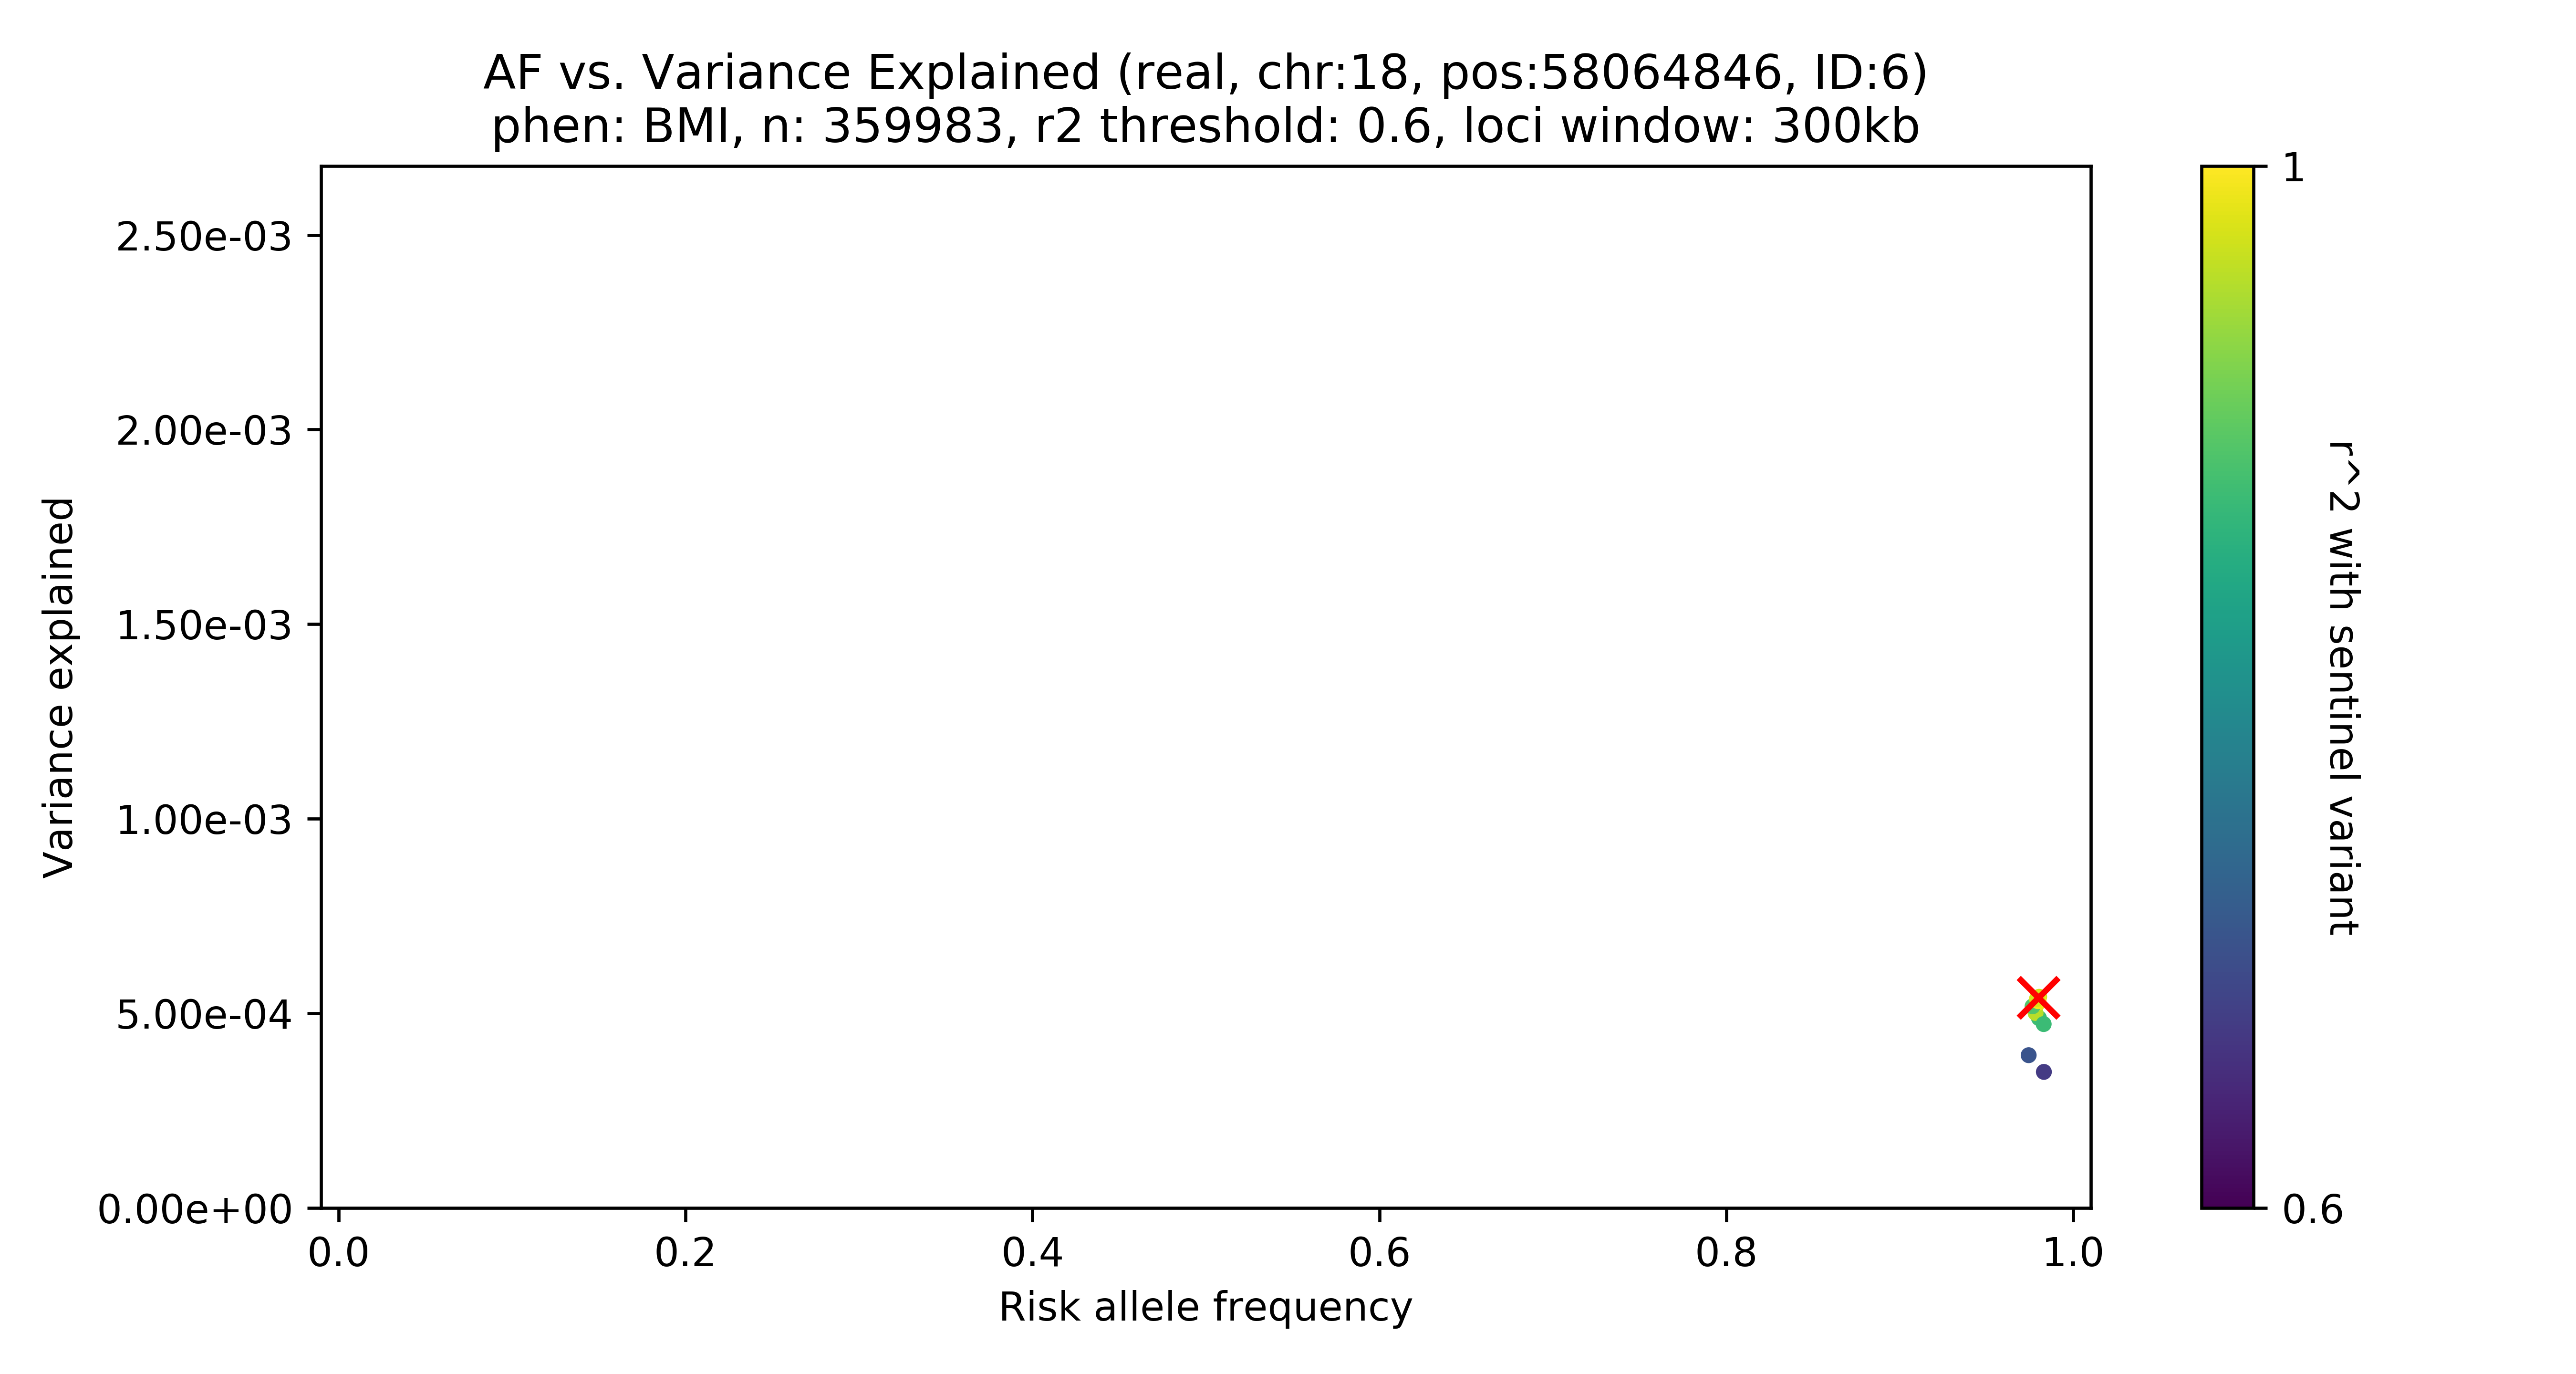 AF vs. Variance Explained (real, chr:18, pos:58064846, ID:6)
phen: BMI, n: 359983, r2 threshold: 0.6, loci window: 300kb
Variance explained
2.50e-03
2.00e-03
1.50e-03
1.00e-03
5.00e-04
0.00e+00
0.0 0.2 0.4 0.6 0.8 1.0
Risk allele frequency
1
0.6
r^2 with sentinel variant